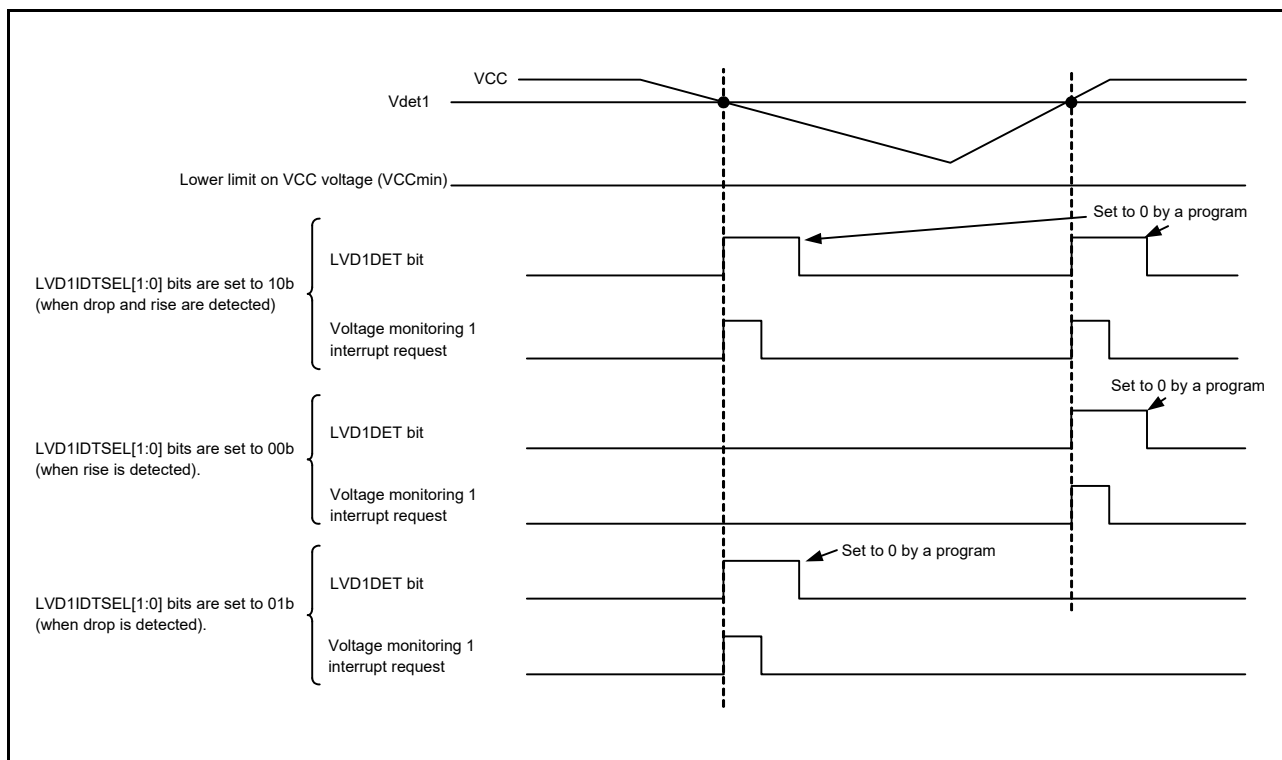 VCC
Vdet1
Lower limit on VCC voltage (VCCmin)
Set to 0 by a program
LVD1IDTSEL[1:0] bits are set to 10b
(when drop and rise are detected)
LVD1DET bit
Voltage monitoring 1
interrupt request
Set to 0 by a program
LVD1IDTSEL[1:0] bits are set to 00b
(when rise is detected).
LVD1DET bit
Voltage monitoring 1
interrupt request
Set to 0 by a program
LVD1IDTSEL[1:0] bits are set to 01b
(when drop is detected).
LVD1DET bit
Voltage monitoring 1
interrupt request